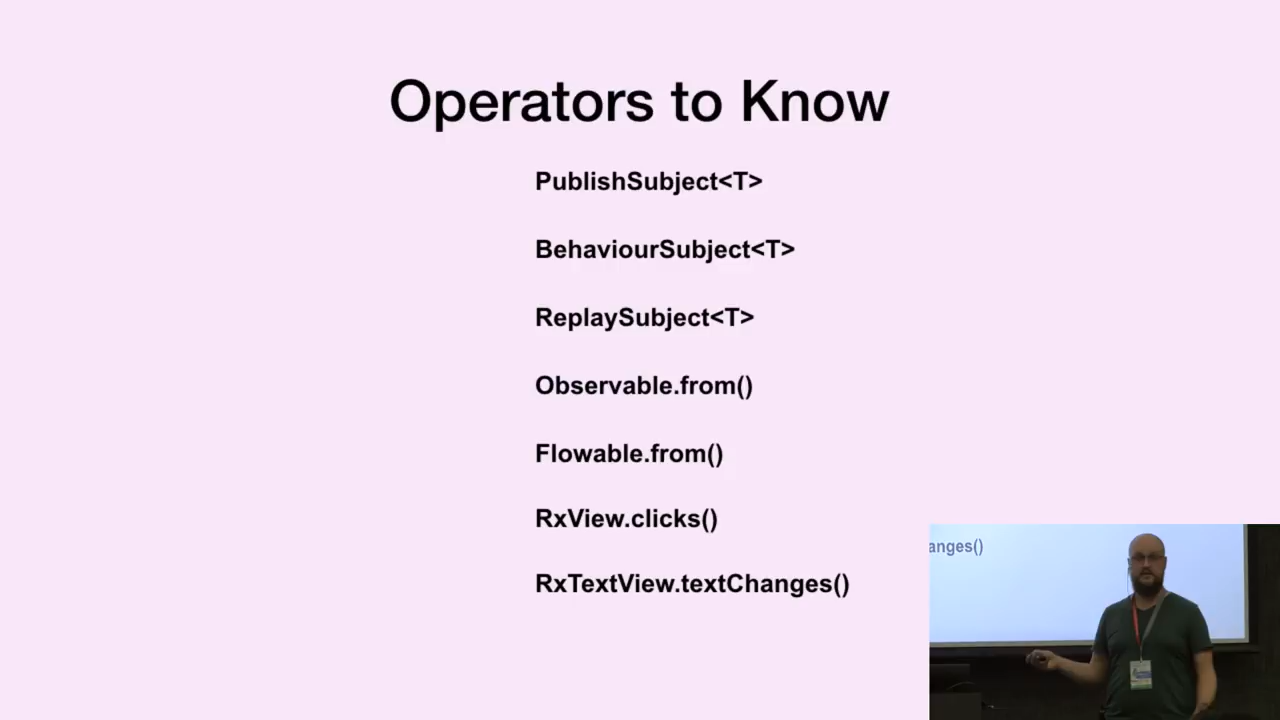 Operators to Know
PublishSubject<T>
BehaviourSubject<T>
ReplaySubject<T>
Observable.from()
Flowable.from()
RxView.clicks()
RxTextView.textChanges()
anges()